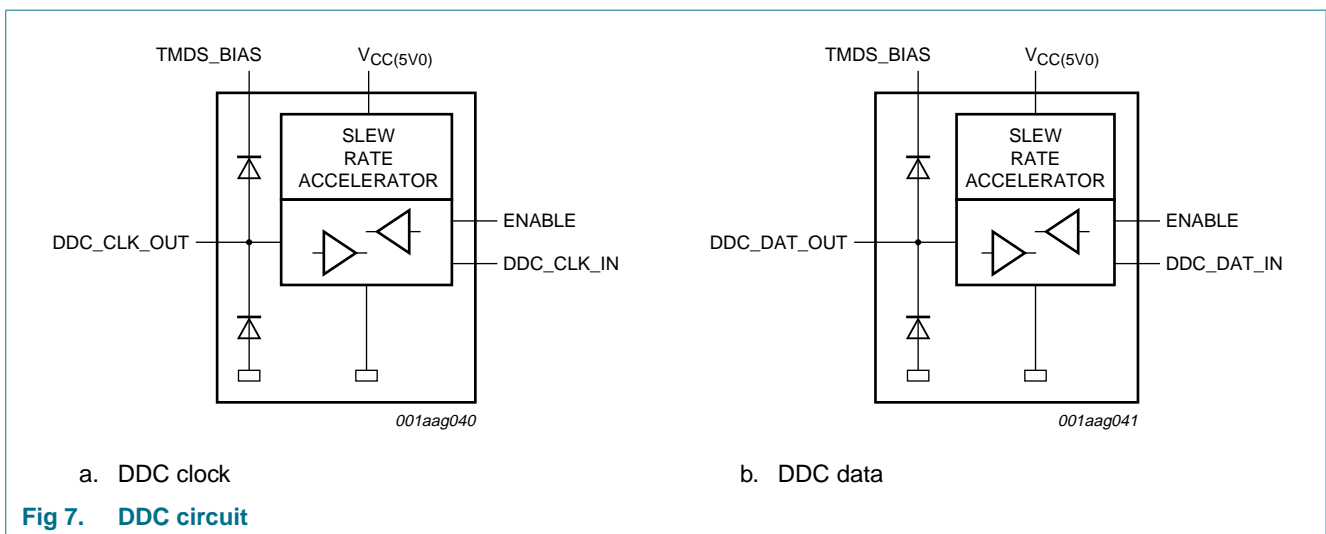 TMDS_BIAS
VCC(5V0)
SLEW
RATE
ACCELERATOR
ENABLE
DDC_CLK_OUT
DDC_CLK_IN
001aag040
a. DDC clock
TMDS_BIAS
VCC(5V0)
SLEW
RATE
ACCELERATOR
ENABLE
DDC_DAT_OUT
DDC_DAT_IN
001aag041
b. DDC data
Fig 7. DDC circuit